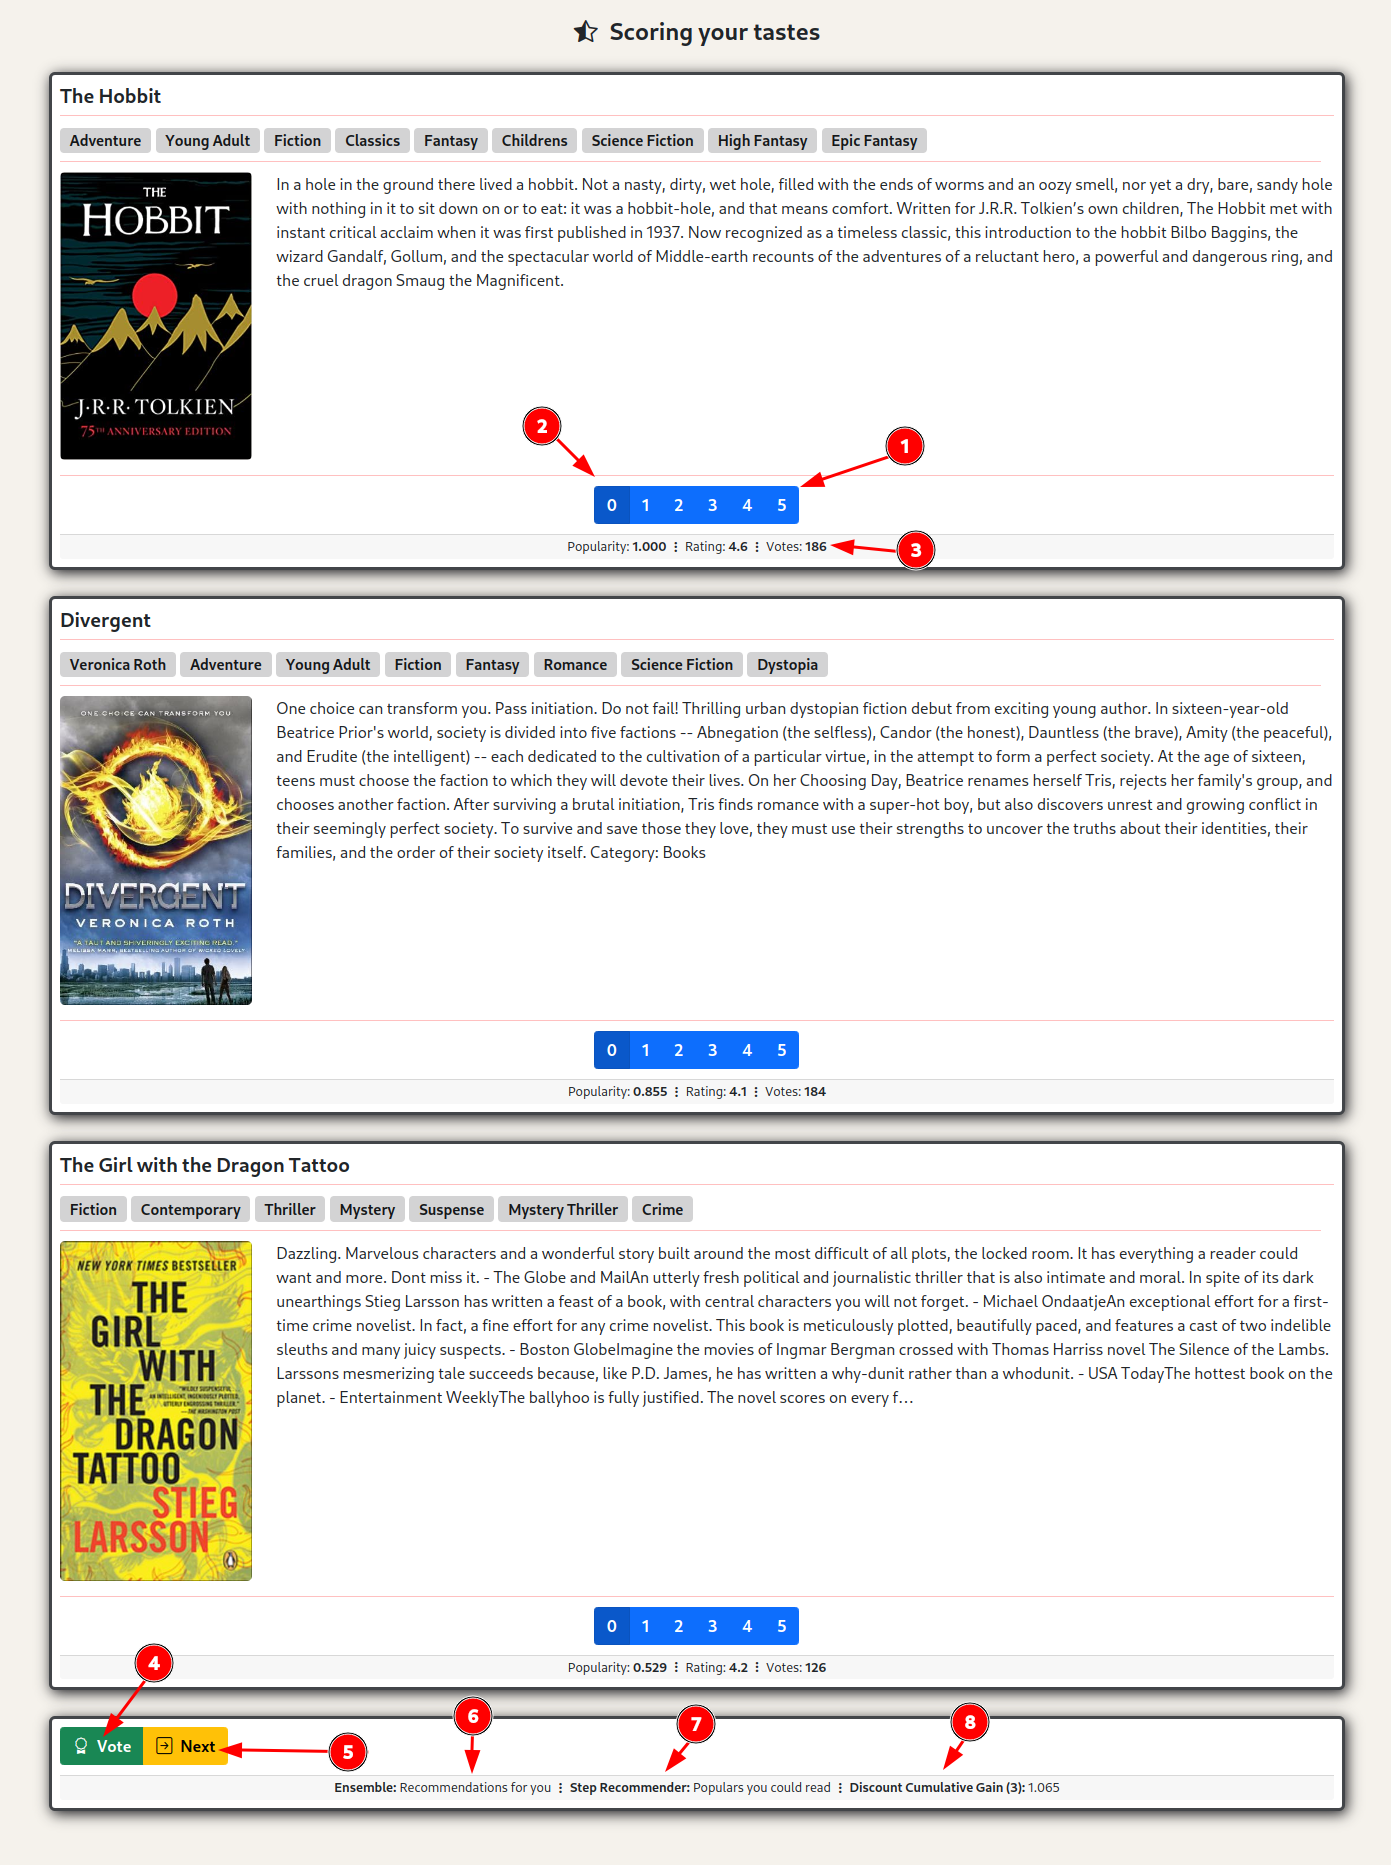 Scoring your tastes
The Hobbit
Adventure Young Adult Fiction Classics Fantasy Childrens Science Fiction High Fantasy Epic Fantasy
THE
HOBBIT
J·R·R·TOLKIEN
75TH ANNIVERSARY EDITION
In a hole in the ground there lived a hobbit. Not a nasty, dirty, wet hole, filled with the ends of worms and an oozy smell, nor yet a dry, bare, sandy hole
with nothing in it to sit down on or to eat: it was a hobbit-hole, and that means comfort. Written for J.R.R. Tolkien’s own children, The Hobbit met with
instant critical acclaim when it was first published in 1937. Now recognized as a timeless classic, this introduction to the hobbit Bilbo Baggins, the
wizard Gandalf, Gollum, and the spectacular world of Middle-earth recounts of the adventures of a reluctant hero, a powerful and dangerous ring, and
the cruel dragon Smaug the Magnificent.
2
1
0 1 2 3 4 5
Popularity: 1.000 ⋮ Rating: 4.6 ⋮ Votes: 186
3
Divergent
Veronica Roth Adventure Young Adult Fiction Fantasy Romance Science Fiction Dystopia
ONE CHOICE CAN TRANSFORM YOU
DIVERGENT
VERONICA ROTH
"A TAUT AND SHIVERINGLY EXCITING READ."
MELISSA MARR, BESTSELLING AUTHOR OF WICKED LOVELY
One choice can transform you. Pass initiation. Do not fail! Thrilling urban dystopian fiction debut from exciting young author. In sixteen-year-old
Beatrice Prior's world, society is divided into five factions -- Abnegation (the selfless), Candor (the honest), Dauntless (the brave), Amity (the peaceful),
and Erudite (the intelligent) -- each dedicated to the cultivation of a particular virtue, in the attempt to form a perfect society. At the age of sixteen,
teens must choose the faction to which they will devote their lives. On her Choosing Day, Beatrice renames herself Tris, rejects her family's group, and
chooses another faction. After surviving a brutal initiation, Tris finds romance with a super-hot boy, but also discovers unrest and growing conflict in
their seemingly perfect society. To survive and save those they love, they must use their strengths to uncover the truths about their identities, their
families, and the order of their society itself. Category: Books
0 1 2 3 4 5
Popularity: 0.855 ⋮ Rating: 4.1 ⋮ Votes: 184
The Girl with the Dragon Tattoo
Fiction Contemporary Thriller Mystery Suspense Mystery Thriller Crime
NEW YORK TIMES BESTSELLER
THE
GIRL
WITH
THE
"WILDLY SUSPENSEFUL,
AN INTELLIGENT, INGENIOUSLY PLOTTED,
UTTERLY ENGROSSING THRILLER."
—THE WASHINGTON POST
DRAGON
TATTOO
STIEG
LARSSON
Dazzling. Marvelous characters and a wonderful story built around the most difficult of all plots, the locked room. It has everything a reader could
want and more. Dont miss it. - The Globe and MailAn utterly fresh political and journalistic thriller that is also intimate and moral. In spite of its dark
unearthings Stieg Larsson has written a feast of a book, with central characters you will not forget. - Michael OndaatjeAn exceptional effort for a first-
time crime novelist. In fact, a fine effort for any crime novelist. This book is meticulously plotted, beautifully paced, and features a cast of two indelible
sleuths and many juicy suspects. - Boston GlobeImagine the movies of Ingmar Bergman crossed with Thomas Harriss novel The Silence of the Lambs.
Larssons mesmerizing tale succeeds because, like P.D. James, he has written a why-dunit rather than a whodunit. - USA TodayThe hottest book on the
planet. - Entertainment WeeklyThe ballyhoo is fully justified. The novel scores on every f...
0 1 2 3 4 5
Popularity: 0.529 ⋮ Rating: 4.2 ⋮ Votes: 126
4
6
7
8
Vote Next
5
Ensemble: Recommendations for you ⋮ Step Recommender: Populars you could read ⋮ Discount Cumulative Gain (3): 1.065